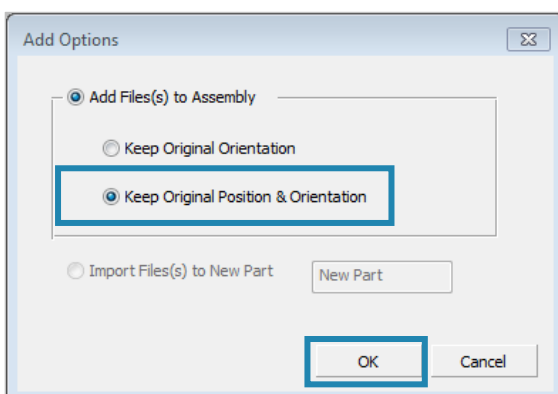 Add Options
Add Files(s) to Assembly
Keep Original Orientation
Keep Original Position & Orientation
Import Files(s) to New Part
New Part
OK
Cancel